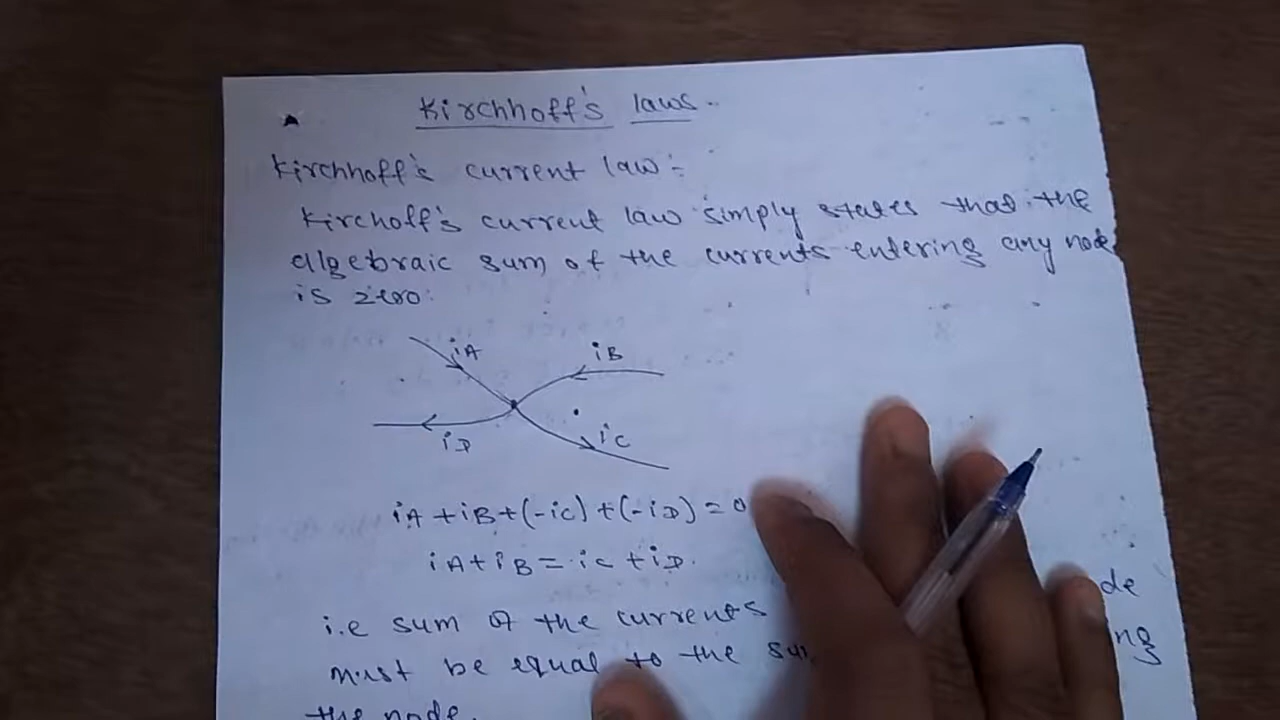 Kirchhoff's laws.
Kirchhoff's current law:-
Kirchoff's current law simply states that the
algebraic sum of the currents entering any node
is zero.
iA
iB
iD
iC
iA + iB + (-iC) + (-iD) = 0
iA + iB = iC + iD.
i.e sum of the currents
must be equal to the
the node.